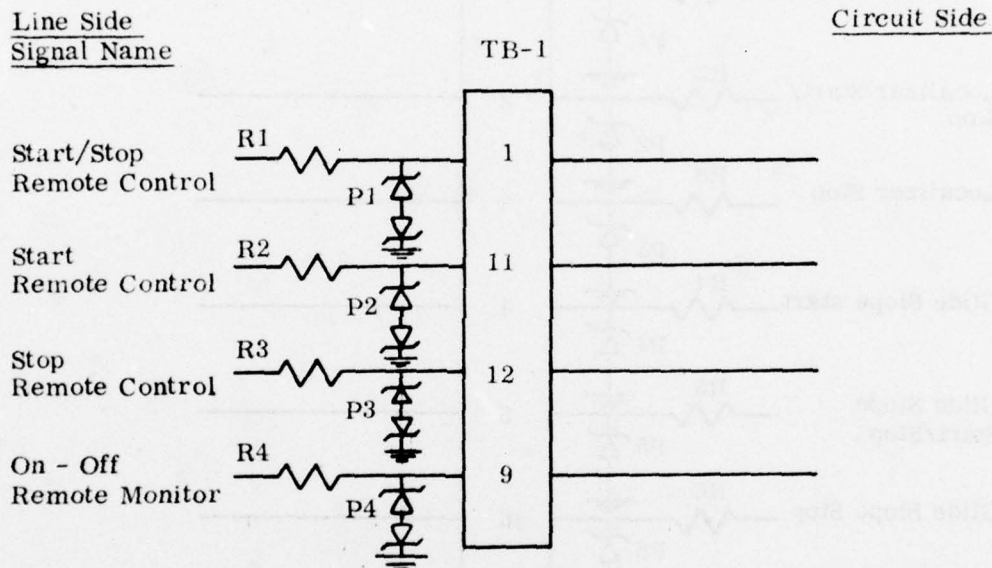 Line Side
Signal Name
Circuit Side
TB-1
R1
1
Start/Stop
Remote Control
P1
R2
11
Start
Remote Control
P2
R3
12
Stop
Remote Control
P3
R4
9
On - Off
Remote Monitor
P4